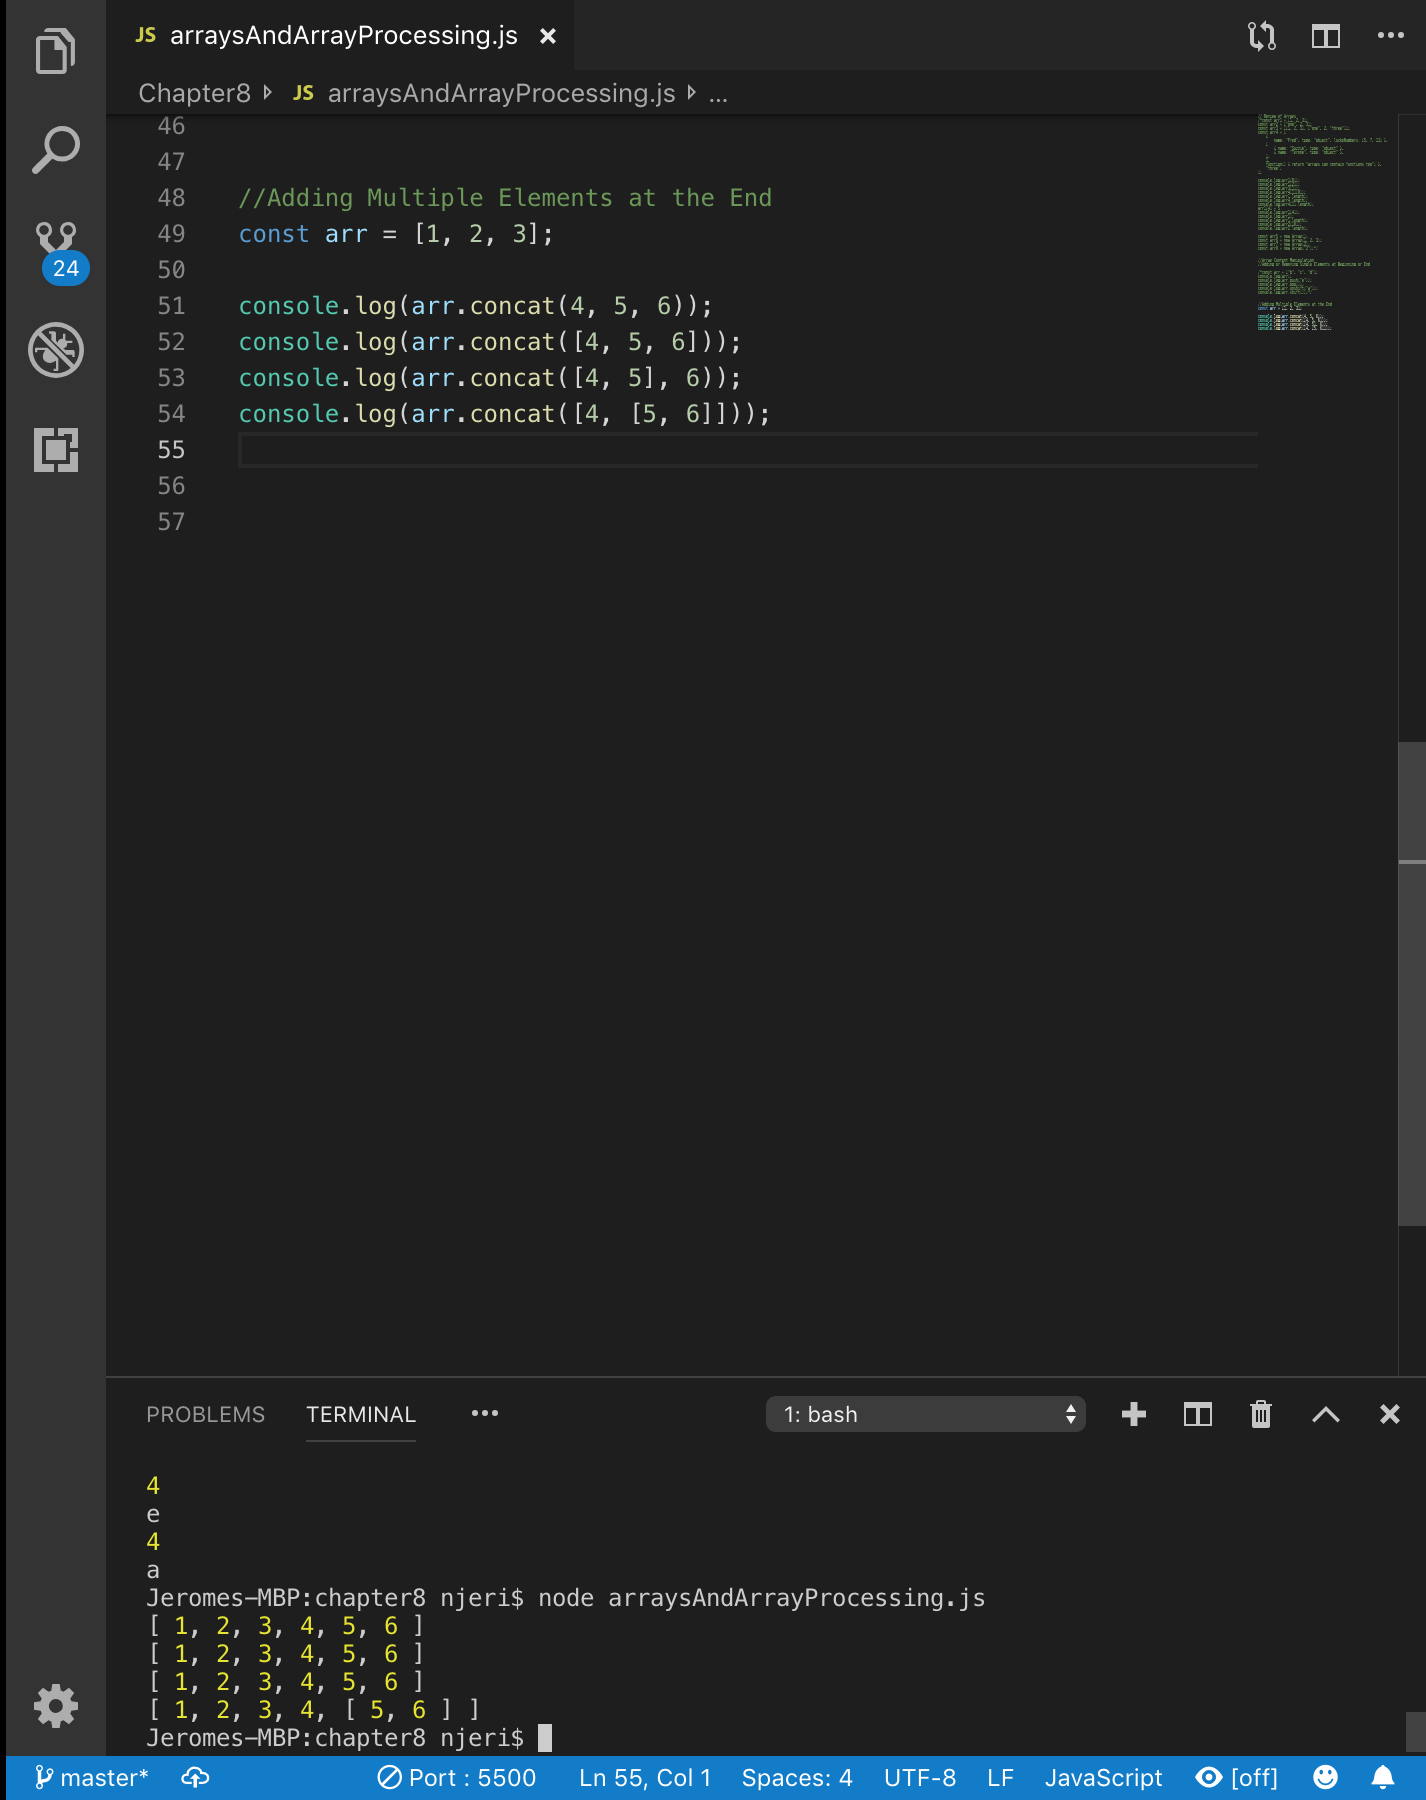 JS arraysAndArrayProcessing.js
Chapter8 JS arraysAndArrayProcessing.js ...
24
46
47
48 //Adding Multiple Elements at the End
49 const arr = [1, 2, 3];
50
51 console.log(arr.concat(4, 5, 6));
52 console.log(arr.concat([4, 5, 6]));
53 console.log(arr.concat([4, 5], 6));
54 console.log(arr.concat([4, [5, 6]]));
55
56
57
PROBLEMS TERMINAL ... 1: bash
4
e
4
a
Jeromes-MBP:chapter8 njeri$ node arraysAndArrayProcessing.js
[ 1, 2, 3, 4, 5, 6 ]
[ 1, 2, 3, 4, 5, 6 ]
[ 1, 2, 3, 4, 5, 6 ]
[ 1, 2, 3, 4, [ 5, 6 ] ]
Jeromes-MBP:chapter8 njeri$
master* Port : 5500 Ln 55, Col 1 Spaces: 4 UTF-8 LF JavaScript [off]